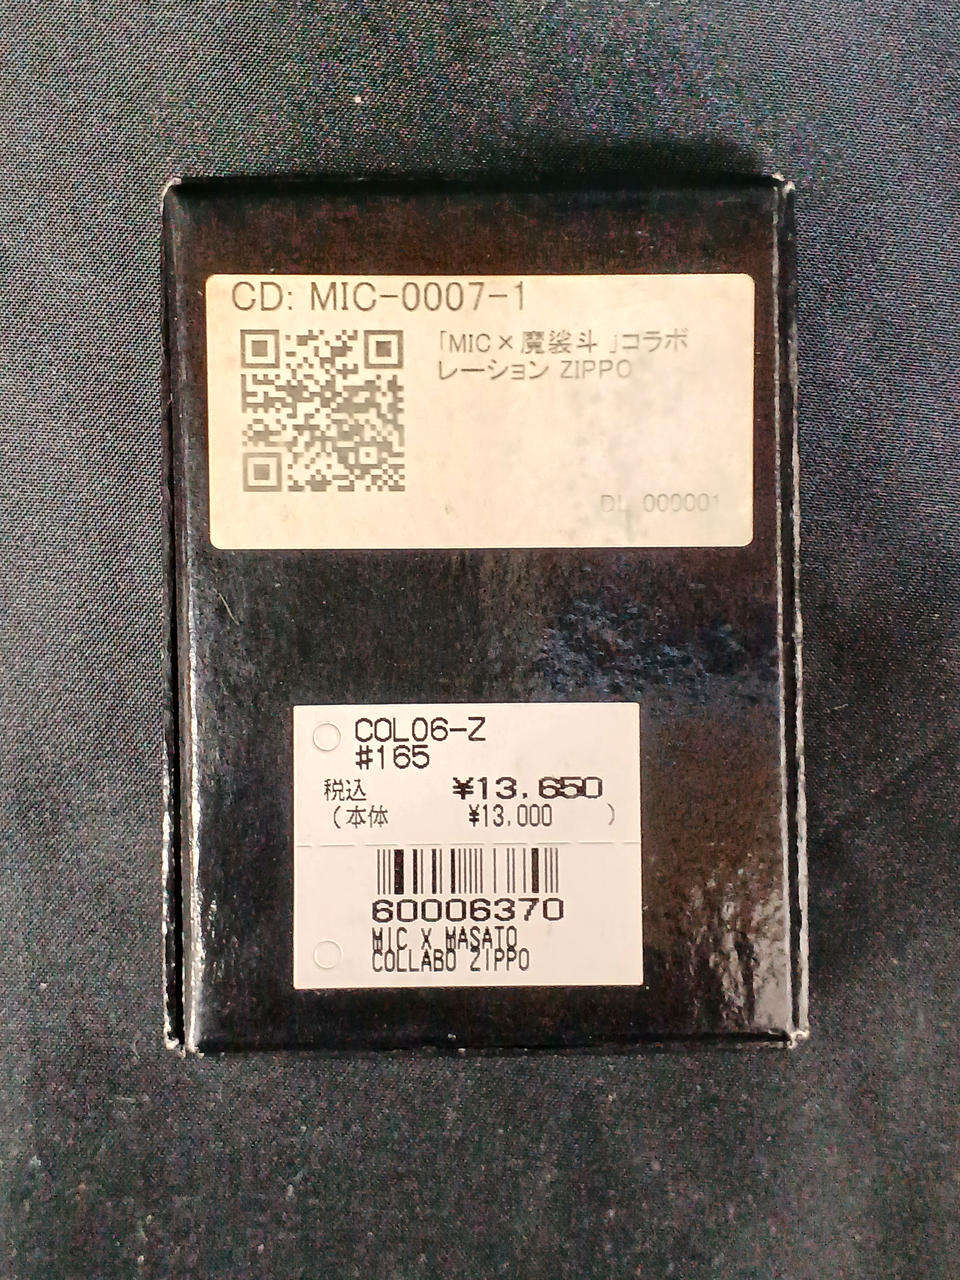 CD: MIC-0007-1
「MIC×魔裟斗 」コラボ
レーション ZIPPO
DL 000001
COL06-Z
#165
税込 ¥13,650
(本体 ¥13,000 )
60006370
MIC X MASATO
COLLABO ZIPPO